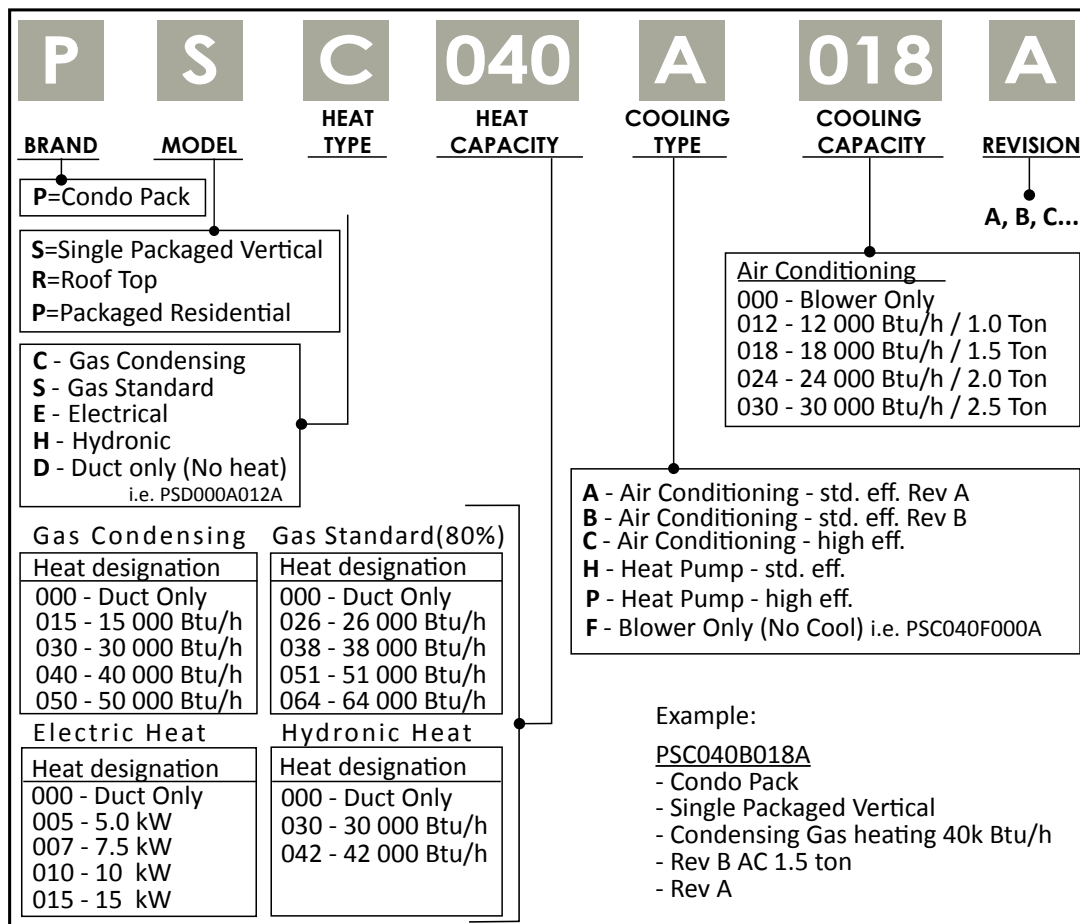 P S C 040 A 018 A
BRAND
MODEL
HEAT
TYPE
HEAT
CAPACITY
COOLING
TYPE
COOLING
CAPACITY
REVISION
P=Condo Pack
A, B, C...
S=Single Packaged Vertical
R=Roof Top
P=Packaged Residential
Air Conditioning
000 - Blower Only
012 - 12 000 Btu/h / 1.0 Ton
018 - 18 000 Btu/h / 1.5 Ton
024 - 24 000 Btu/h / 2.0 Ton
030 - 30 000 Btu/h / 2.5 Ton
C - Gas Condensing
S - Gas Standard
E - Electrical
H - Hydronic
D - Duct only (No heat)
i.e. PSD000A012A
A - Air Conditioning - std. eff. Rev A
B - Air Conditioning - std. eff. Rev B
C - Air Conditioning - high eff.
H - Heat Pump - std. eff.
P - Heat Pump - high eff.
F - Blower Only (No Cool) i.e. PSC040F000A
Gas Condensing
Heat designation
000 - Duct Only
015 - 15 000 Btu/h
030 - 30 000 Btu/h
040 - 40 000 Btu/h
050 - 50 000 Btu/h
Gas Standard(80%)
Heat designation
000 - Duct Only
026 - 26 000 Btu/h
038 - 38 000 Btu/h
051 - 51 000 Btu/h
064 - 64 000 Btu/h
Electric Heat
Heat designation
000 - Duct Only
005 - 5.0 kW
007 - 7.5 kW
010 - 10 kW
015 - 15 kW
Hydronic Heat
Heat designation
000 - Duct Only
030 - 30 000 Btu/h
042 - 42 000 Btu/h
Example:
PSC040B018A
- Condo Pack
- Single Packaged Vertical
- Condensing Gas heating 40k Btu/h
- Rev B AC 1.5 ton
- Rev A